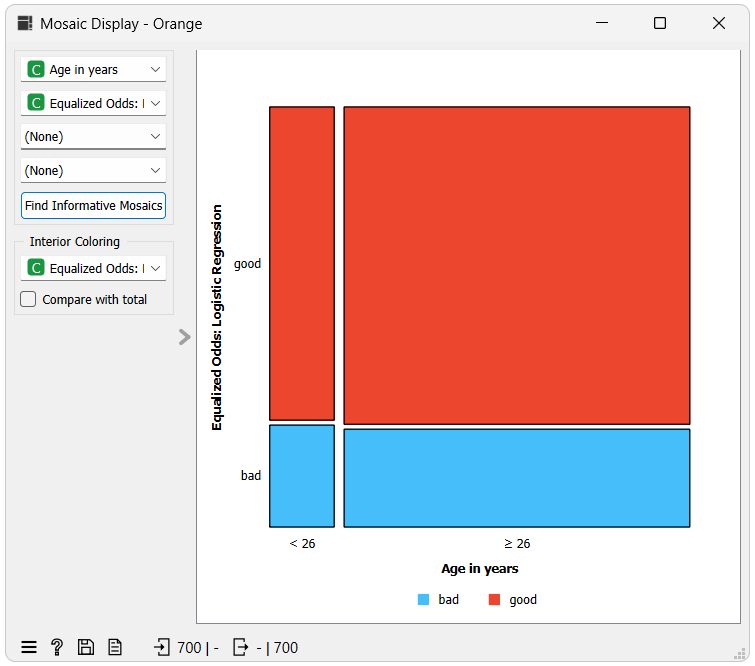 Mosaic Display - Orange
C Age in years
C Equalized Odds: l
(None)
(None)
Find Informative Mosaics
Interior Coloring
C Equalized Odds: l
Compare with total
Equalized Odds: Logistic Regression
good
bad
< 26
≥ 26
Age in years
bad
good
700 | -
- | 700